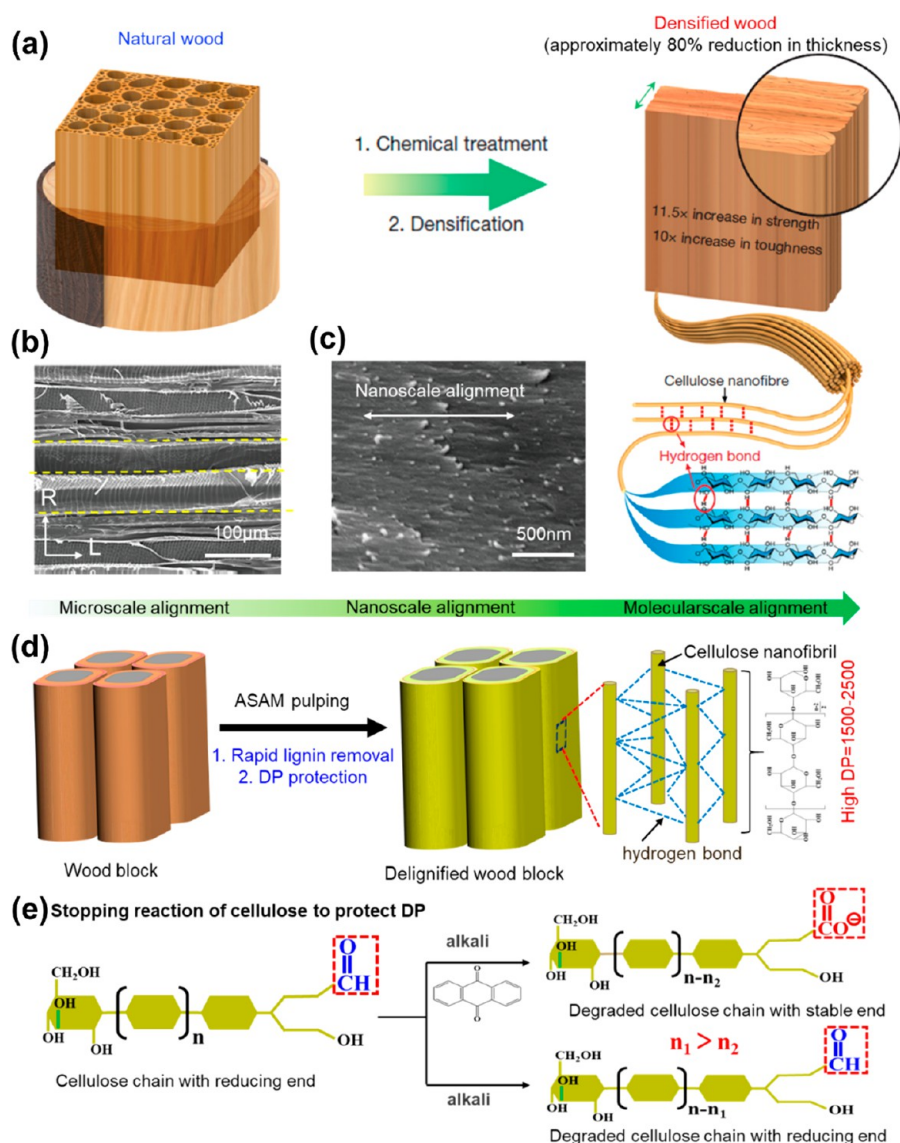 (a)
Natural wood
Densified wood
(approximately 80% reduction in thickness)
1. Chemical treatment
2. Densification
11.5× increase in strength
10× increase in toughness
(b)
R
L
100μm
(c)
Nanoscale alignment
500nm
Cellulose nanofibre
Hydrogen bond
Microscale alignment
Nanoscale alignment
Molecularscale alignment
(d)
ASAM pulping
1. Rapid lignin removal
2. DP protection
Wood block
Delignified wood block
Cellulose nanofibril
hydrogen bond
High DP=1500-2500
(e)
Stopping reaction of cellulose to protect DP
CH₂OH
OH
OH
OH
n
O
CH
OH
Cellulose chain with reducing end
alkali
O
O
alkali
CH₂OH
OH
OH
OH
n-n₂
O
CO⊖
OH
Degraded cellulose chain with stable end
n₁ > n₂
CH₂OH
OH
OH
OH
n-n₁
O
CH
OH
Degraded cellulose chain with reducing end